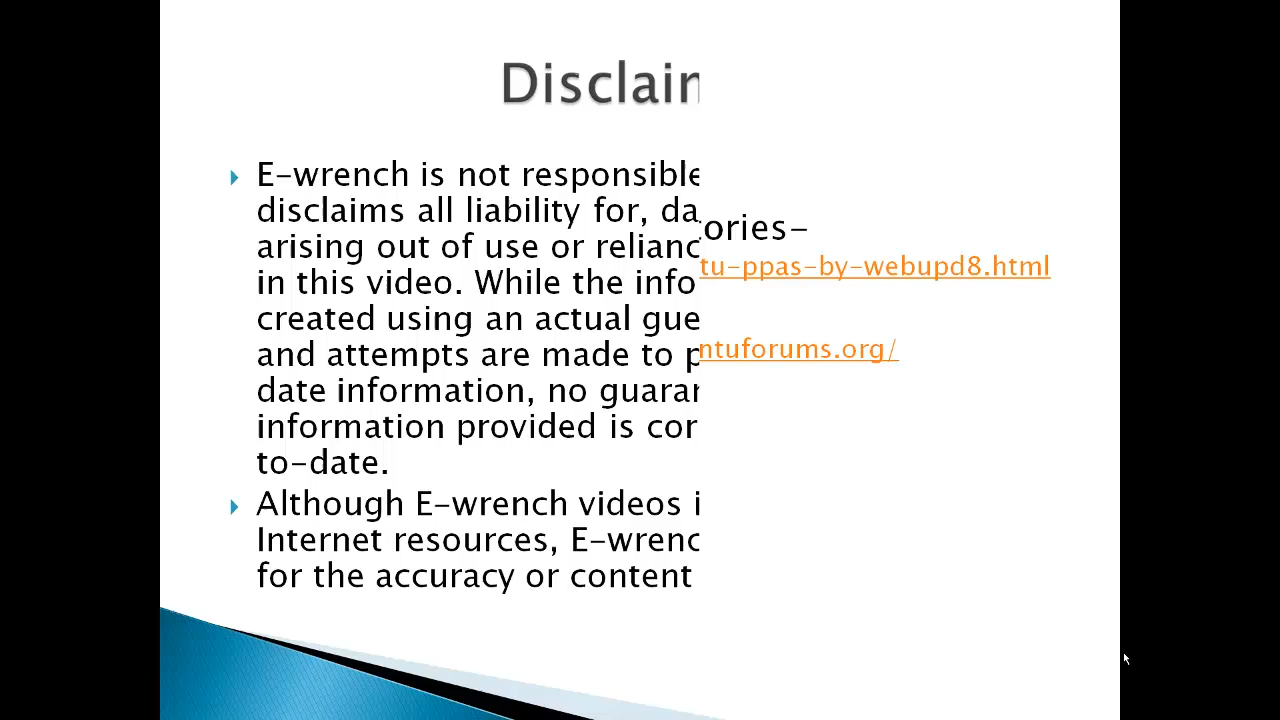 Disclaim
E-wrench is not responsible
disclaims all liability for, da
arising out of use or relianc
in this video. While the info
created using an actual gue
and attempts are made to p
date information, no guaran
information provided is cor
to-date.
Although E-wrench videos i
Internet resources, E-wrenc
for the accuracy or content
tories-
tu-ppas-by-webupd8.html
ntuforums.org/